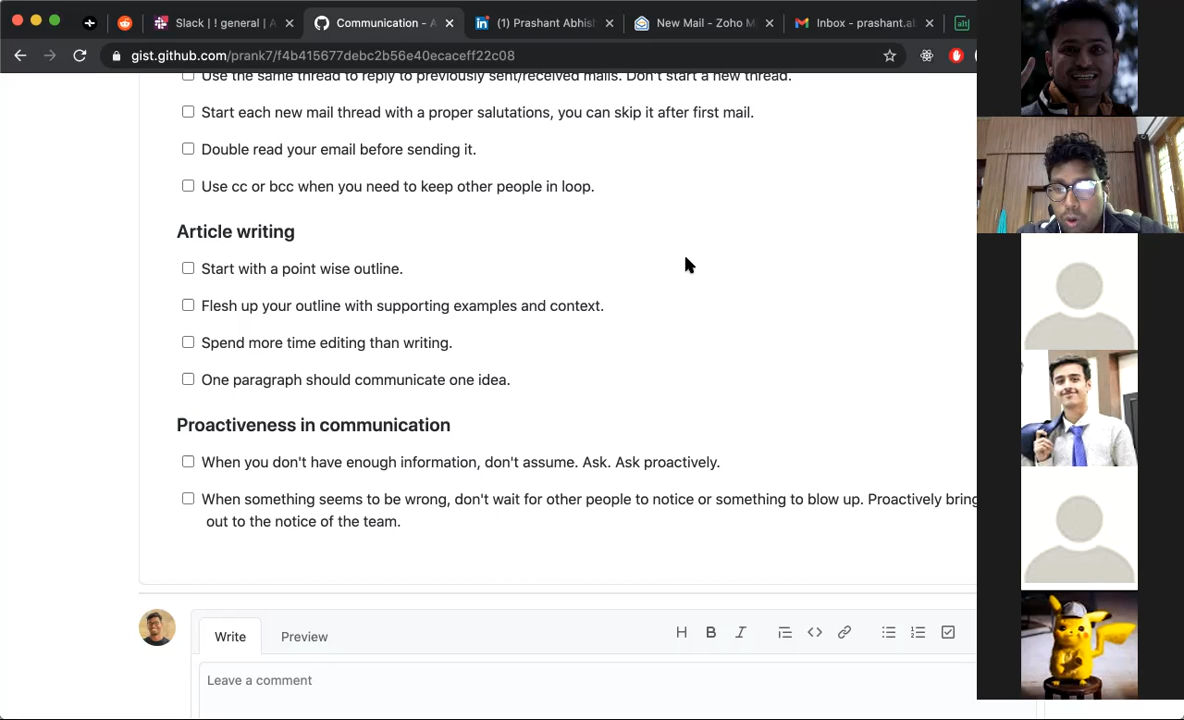 Slack | ! general | A
Communication - A
(1) Prashant Abhish
New Mail - Zoho M
Inbox - prashant.a
alt
gist.github.com/prank7/f4b415677debc2b56e40ecaceff22c08
Use the same thread to reply to previously sent/received mails. Don't start a new thread.
Start each new mail thread with a proper salutations, you can skip it after first mail.
Double read your email before sending it.
Use cc or bcc when you need to keep other people in loop.
Article writing
Start with a point wise outline.
Flesh up your outline with supporting examples and context.
Spend more time editing than writing.
One paragraph should communicate one idea.
Proactiveness in communication
When you don't have enough information, don't assume. Ask. Ask proactively.
When something seems to be wrong, don't wait for other people to notice or something to blow up. Proactively bring
out to the notice of the team.
Write
Preview
H B I
Leave a comment